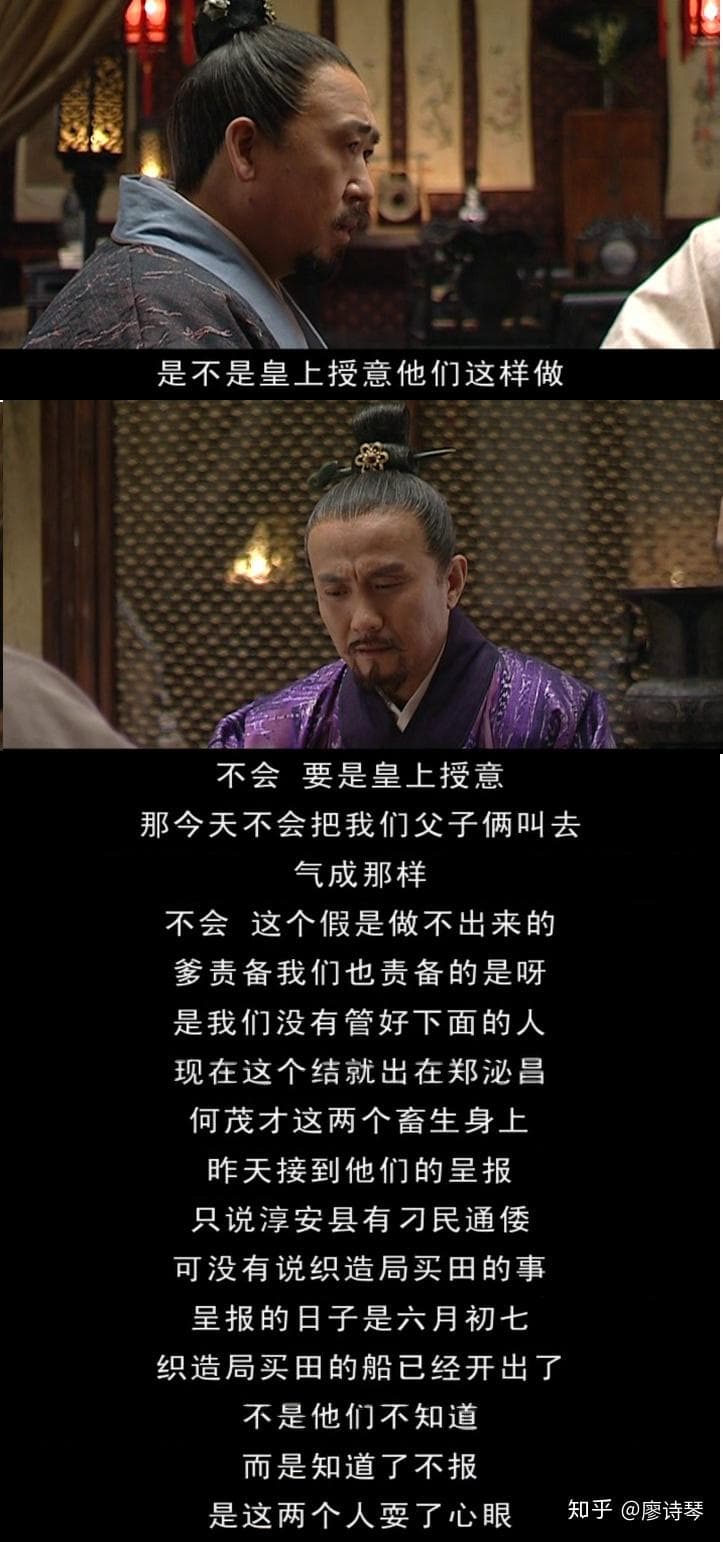 是不是皇上授意他们这样做
不会 要是皇上授意
那今天不会把我们父子俩叫去
气成那样
不会 这个假是做不出来的
爹责备我们也责备的是呀
是我们没有管好下面的人
现在这个结就出在郑泌昌
何茂才这两个畜生身上
昨天接到他们的呈报
只说淳安县有刁民通倭
可没有说织造局买田的事
呈报的日子是六月初七
织造局买田的船已经开出了
不是他们不知道
而是知道了不报
是这两个人耍了心眼
知乎 @廖诗琴